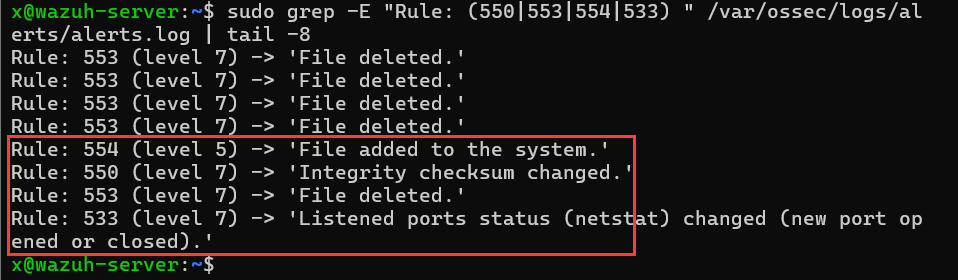 x@wazuh-server:~$ sudo grep -E "Rule: (550|553|554|533) " /var/ossec/logs/al
erts/alerts.log | tail -8
Rule: 553 (level 7) -> 'File deleted.'
Rule: 553 (level 7) -> 'File deleted.'
Rule: 553 (level 7) -> 'File deleted.'
Rule: 553 (level 7) -> 'File deleted.'
Rule: 554 (level 5) -> 'File added to the system.'
Rule: 550 (level 7) -> 'Integrity checksum changed.'
Rule: 553 (level 7) -> 'File deleted.'
Rule: 533 (level 7) -> 'Listened ports status (netstat) changed (new port op
ened or closed).'
x@wazuh-server:~$